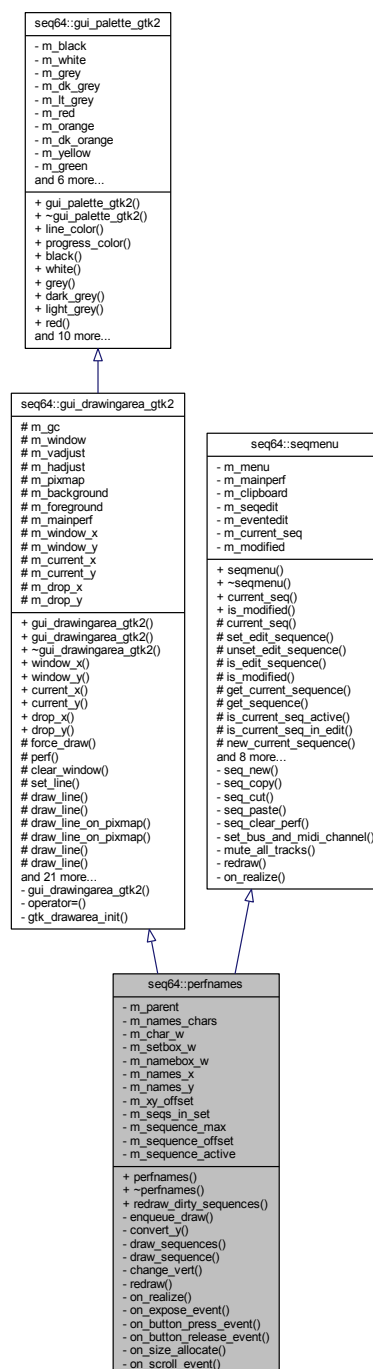 seq64::gui_palette_gtk2
- m_black
- m_white
- m_grey
- m_dk_grey
- m_lt_grey
- m_red
- m_orange
- m_dk_orange
- m_yellow
- m_green
and 6 more...
+ gui_palette_gtk2()
+ ~gui_palette_gtk2()
+ line_color()
+ progress_color()
+ black()
+ white()
+ grey()
+ dark_grey()
+ light_grey()
+ red()
and 10 more...
seq64::gui_drawingarea_gtk2
# m_gc
# m_window
# m_vadjust
# m_hadjust
# m_pixmap
# m_background
# m_foreground
# m_mainperf
# m_window_x
# m_window_y
# m_current_x
# m_current_y
# m_drop_x
# m_drop_y
+ gui_drawingarea_gtk2()
+ gui_drawingarea_gtk2()
+ ~gui_drawingarea_gtk2()
+ window_x()
+ window_y()
+ current_x()
+ current_y()
+ drop_x()
+ drop_y()
# force_draw()
# perf()
# clear_window()
# set_line()
# draw_line()
# draw_line()
# draw_line_on_pixmap()
# draw_line_on_pixmap()
# draw_line()
# draw_line()
and 21 more...
- gui_drawingarea_gtk2()
- operator=()
- gtk_drawarea_init()
seq64::seqmenu
- m_menu
- m_mainperf
- m_clipboard
- m_seqedit
- m_eventedit
- m_current_seq
- m_modified
+ seqmenu()
+ ~seqmenu()
+ current_seq()
+ is_modified()
# current_seq()
# set_edit_sequence()
# unset_edit_sequence()
# is_edit_sequence()
# is_modified()
# get_current_sequence()
# get_sequence()
# is_current_seq_active()
# is_current_seq_in_edit()
# new_current_sequence()
and 8 more...
- seq_new()
- seq_copy()
- seq_cut()
- seq_paste()
- seq_clear_perf()
- set_bus_and_midi_channel()
- mute_all_tracks()
- redraw()
- on_realize()
seq64::perfnames
- m_parent
- m_names_chars
- m_char_w
- m_setbox_w
- m_namebox_w
- m_names_x
- m_names_y
- m_xy_offset
- m_seqs_in_set
- m_sequence_max
- m_sequence_offset
- m_sequence_active
+ perfnames()
+ ~perfnames()
+ redraw_dirty_sequences()
- enqueue_draw()
- convert_y()
- draw_sequences()
- draw_sequence()
- change_vert()
- redraw()
- on_realize()
- on_expose_event()
- on_button_press_event()
- on_button_release_event()
- on_size_allocate()
- on_scroll_event()